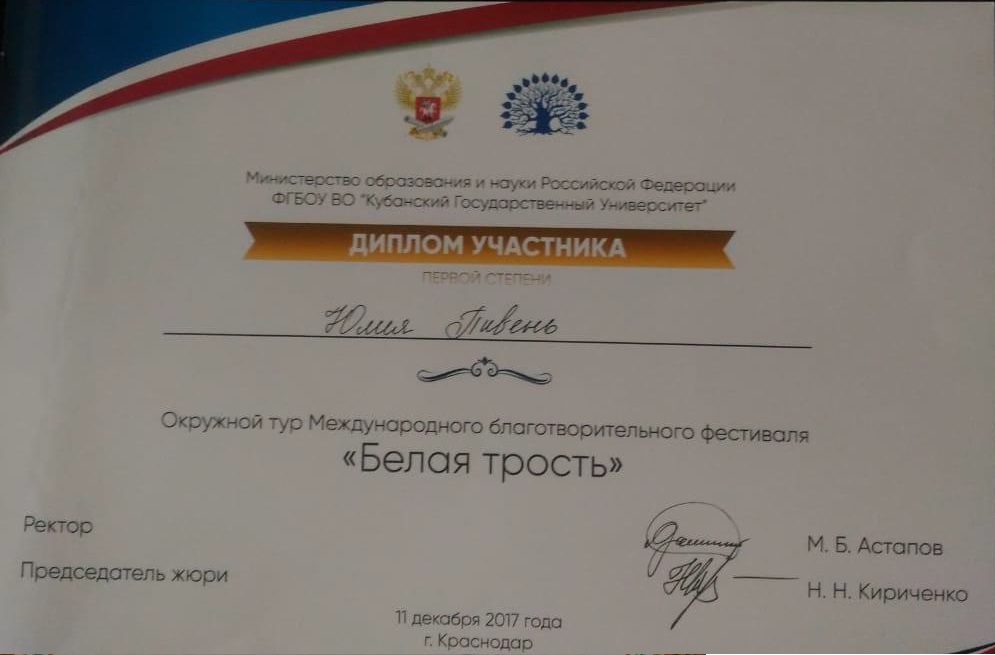 Министерство образования и науки Российской Федерации
ФГБОУ ВО "Кубанский Государственный Университет"
ДИПЛОМ УЧАСТНИКА
ПЕРВОЙ СТЕПЕНИ
Юлия Пивень
Окружной тур Международного благотворительного фестиваля
«Белая трость»
Ректор
М. Б. Астапов
Председатель жюри
Н. Н. Кириченко
11 декабря 2017 года
г. Краснодар